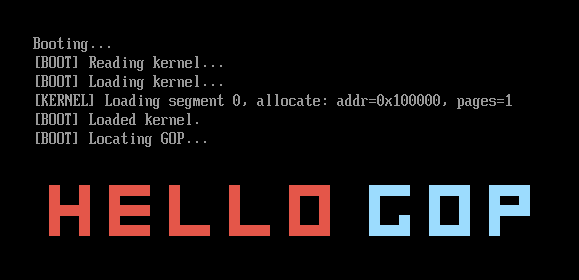 Booting...
[BOOT] Reading kernel...
[BOOT] Loading kernel...
[KERNEL] Loading segment 0, allocate: addr=0x100000, pages=1
[BOOT] Loaded kernel.
[BOOT] Locating GOP...
HELLO GOP